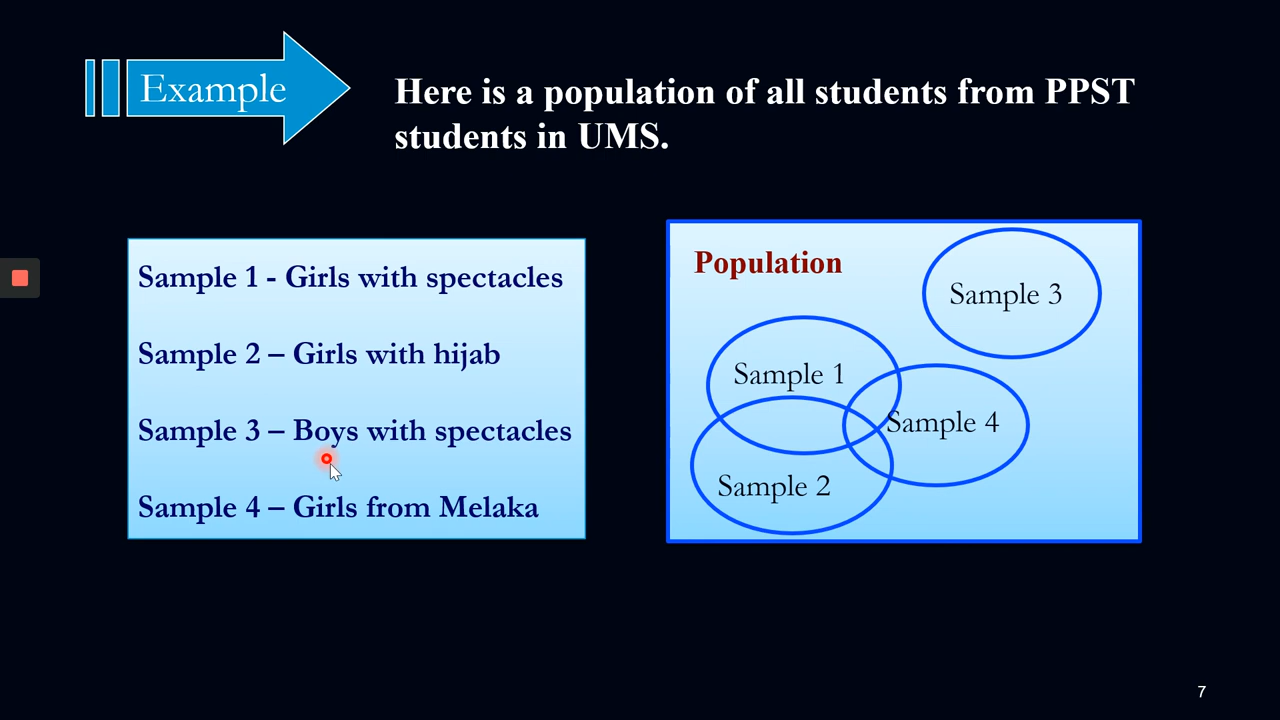 Example
Here is a population of all students from PPST
students in UMS.
Sample 1 - Girls with spectacles
Sample 2 – Girls with hijab
Sample 3 – Boys with spectacles
Sample 4 – Girls from Melaka
Population
Sample 3
Sample 1
Sample 4
Sample 2
7